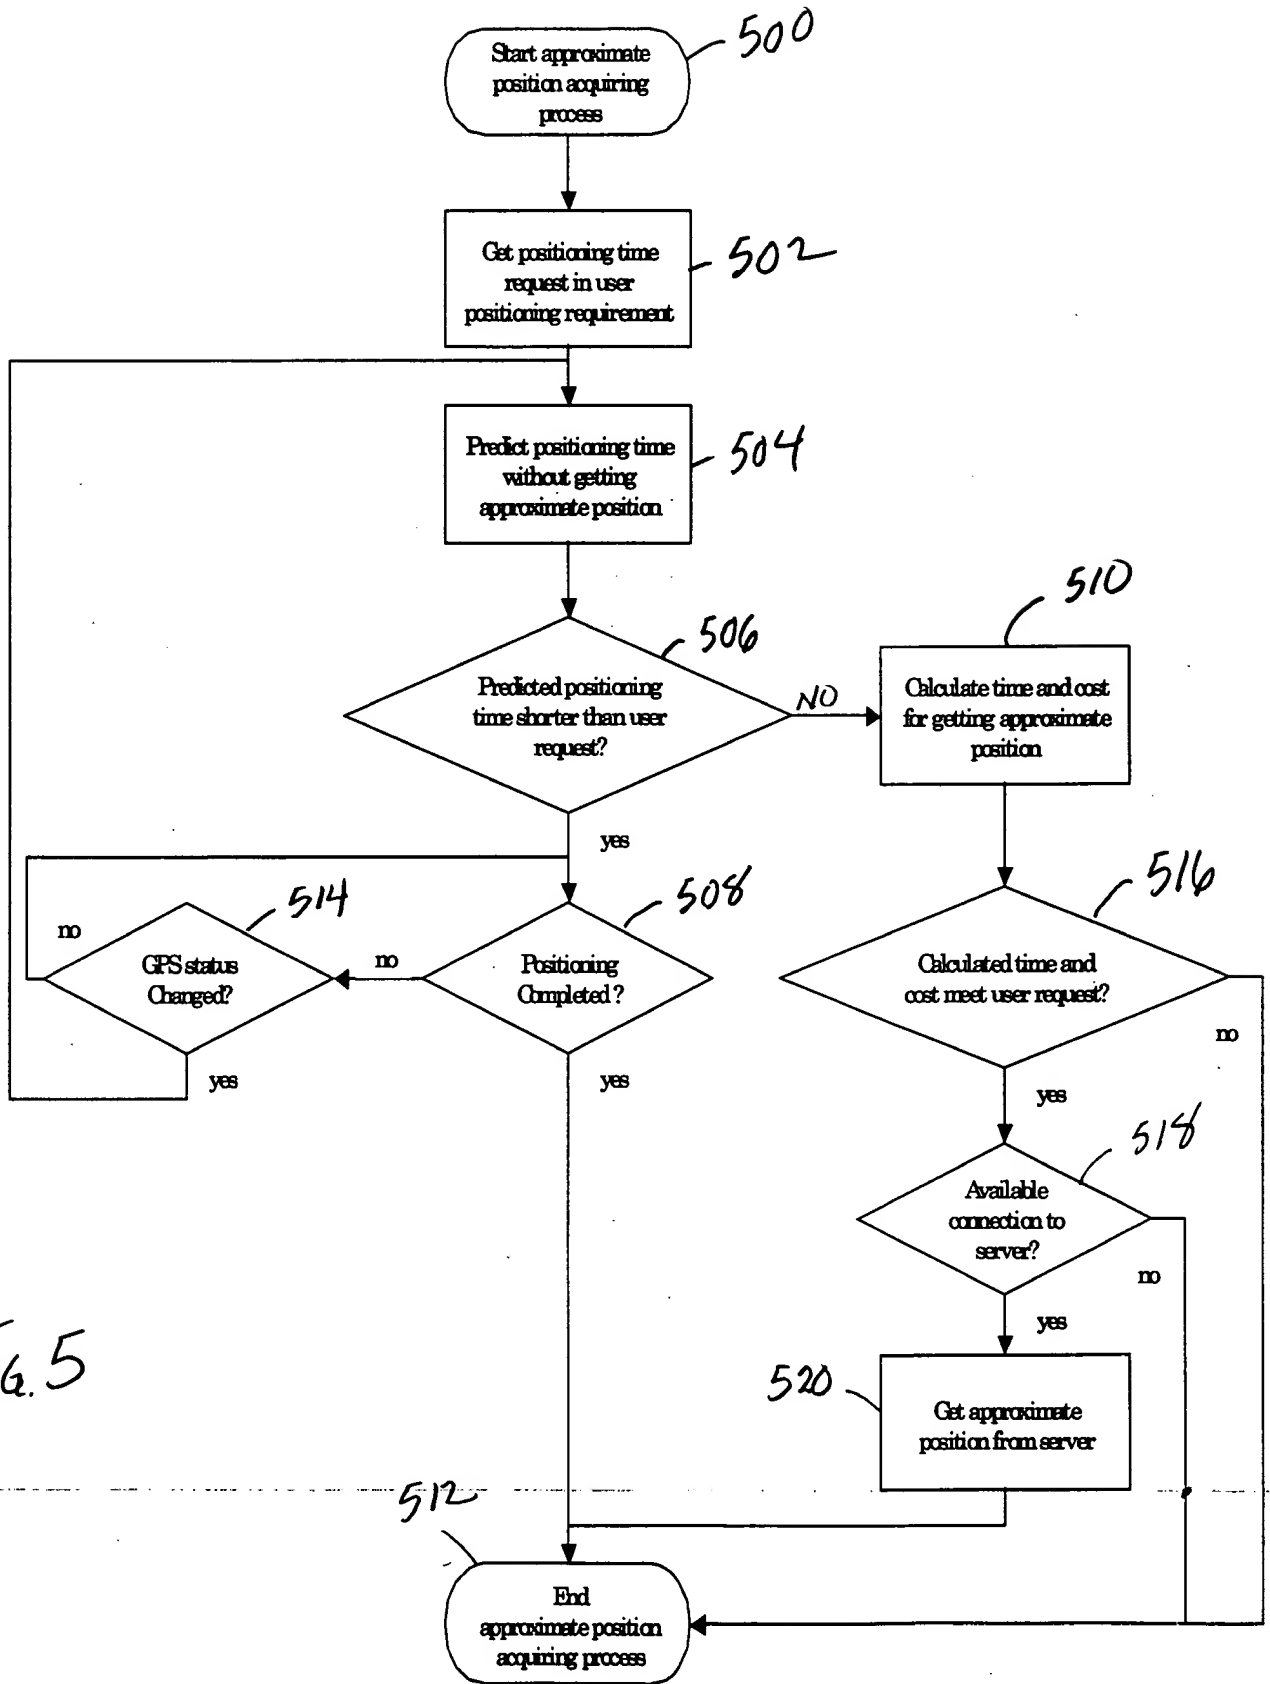 500
Start approximate
position acquiring
process
502
Get positioning time
request in user
positioning requirement
504
Predict positioning time
without getting
approximate position
506
Predicted positioning
time shorter than user
request?
NO
510
Calculate time and cost
for getting approximate
position
yes
514
no
GPS status
Changed?
yes
no
508
Positioning
Completed?
yes
516
Calculated time and
cost meet user request?
no
yes
518
Available
connection to
server?
no
yes
520
Get approximate
position from server
G. 5
512
End
approximate position
acquiring process